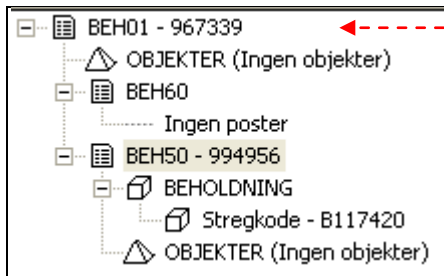 BEH01 - 967339
OBJEKTER (Ingen objekter)
BEH60
Ingen poster
BEH50 - 994956
BEHOLDNING
Stregkode - B117420
OBJEKTER (Ingen objekter)